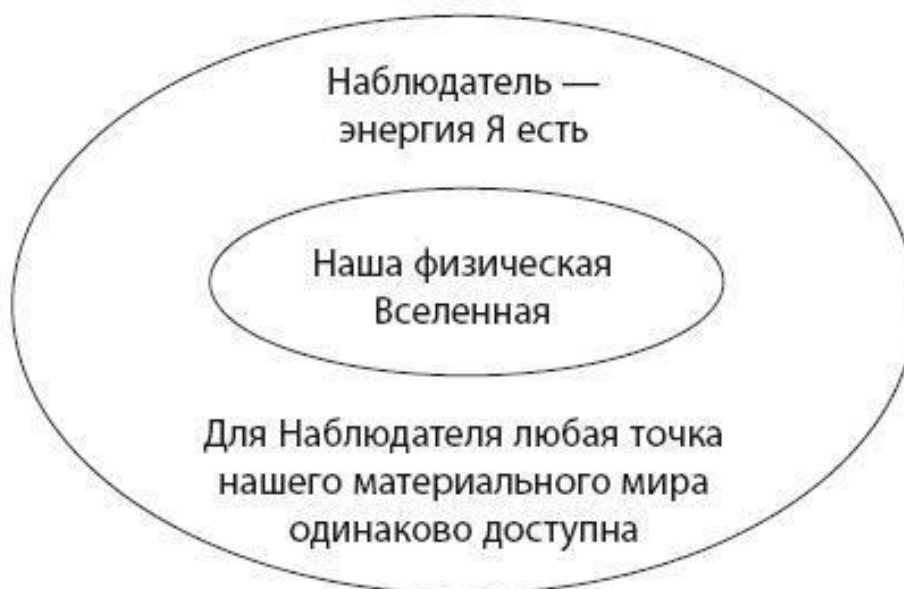 Наблюдатель —
энергия Я есть
Наша физическая
Вселенная
Для Наблюдателя любая точка
нашего материального мира
одинаково доступна